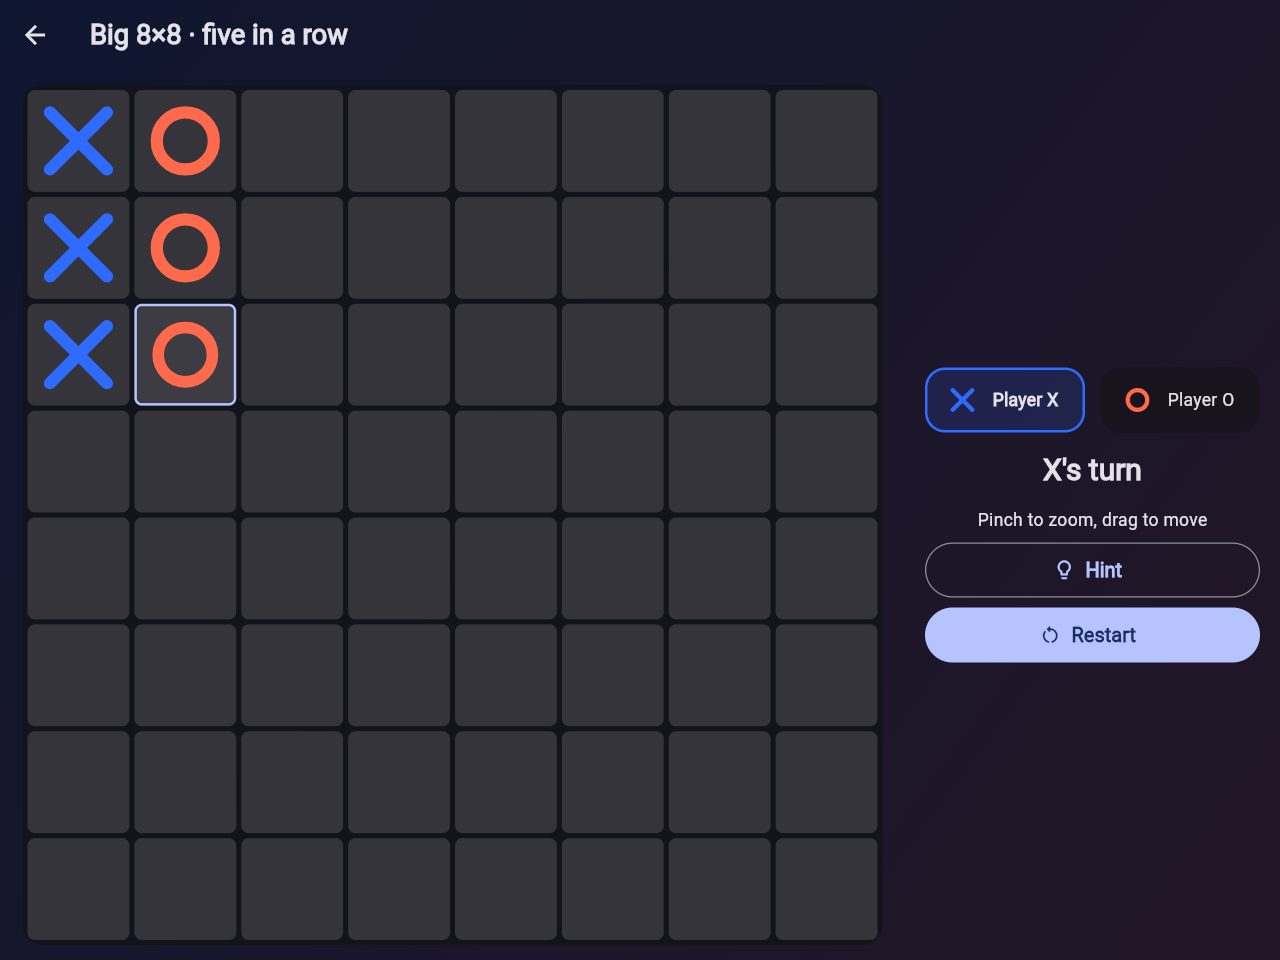 Big 8×8 · five in a row
Player X
Player O
X's turn
Pinch to zoom, drag to move
Hint
Restart